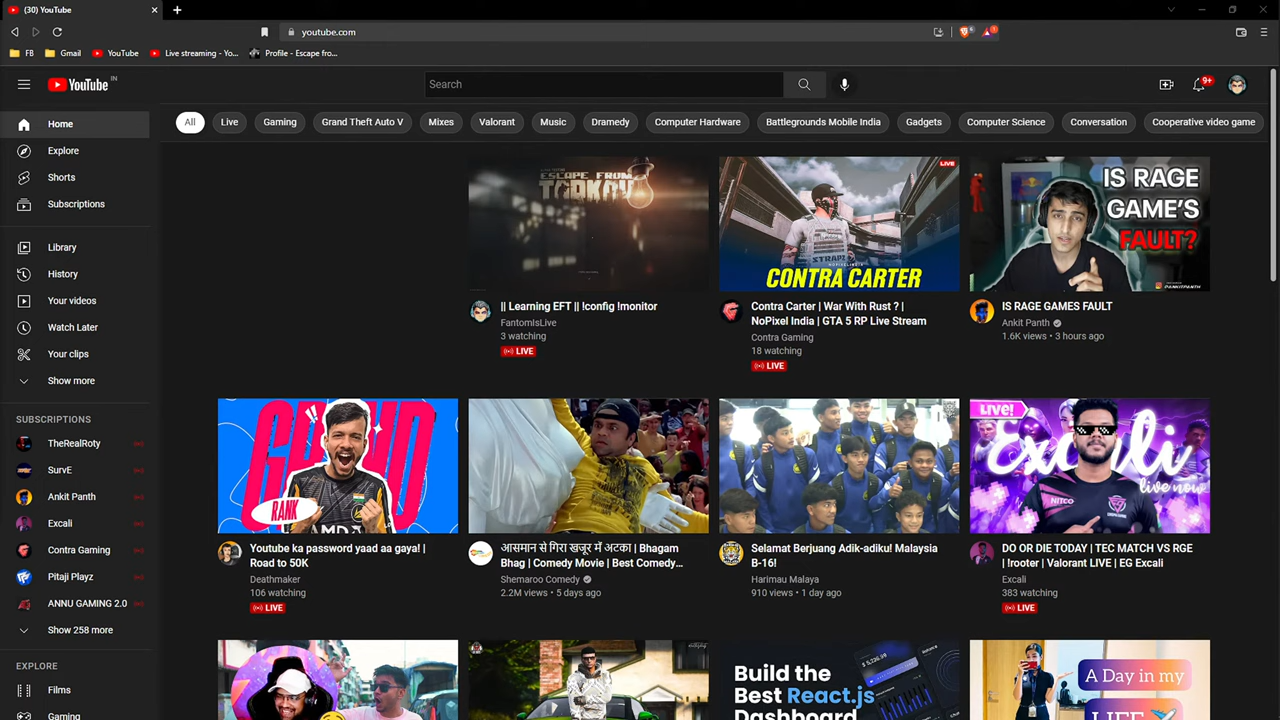 (30) YouTube
youtube.com
6
FB
Gmail
YouTube
Live streaming - Yo...
Profile - Escape fro...
YouTube IN
Search
9+
All
Live
Gaming
Grand Theft Auto V
Mixes
Valorant
Music
Dramedy
Computer Hardware
Battlegrounds Mobile India
Gadgets
Computer Science
Conversation
Cooperative video game
Home
Explore
Shorts
Subscriptions
Library
History
Your videos
Watch Later
Your clips
Show more
SUBSCRIPTIONS
TheRealRoty
SurvE
Ankit Panth
Excali
Contra Gaming
Pitaji Playz
ANNU GAMING 2.0
Show 258 more
EXPLORE
Films
Gaming
ESCAPE FROM
TARKOV
|| Learning EFT || !config !monitor
FantomIsLive
3 watching
LIVE
LIVE
CONTRA CARTER
Contra Carter | War With Rust ? |
NoPixel India | GTA 5 RP Live Stream
Contra Gaming
18 watching
LIVE
IS RAGE
GAME'S
FAULT?
IS RAGE GAMES FAULT
Ankit Panth
1.6K views • 3 hours ago
RANK
AMD
Youtube ka password yaad aa gaya! |
Road to 50K
Deathmaker
106 watching
LIVE
आसमान से गिरा खजूर में अटका | Bhagam
Bhag | Comedy Movie | Best Comedy...
Shemaroo Comedy
2.2M views • 5 days ago
Selamat Berjuang Adik-adiku! Malaysia
B-16!
Harimau Malaya
910 views • 1 day ago
LIVE!
Excali
live now
NITCO
DO OR DIE TODAY | TEC MATCH VS RGE
| !rooter | Valorant LIVE | EG Excali
Excali
383 watching
LIVE
Build the
Best React.js
Dashboard
A Day in my
LIFE